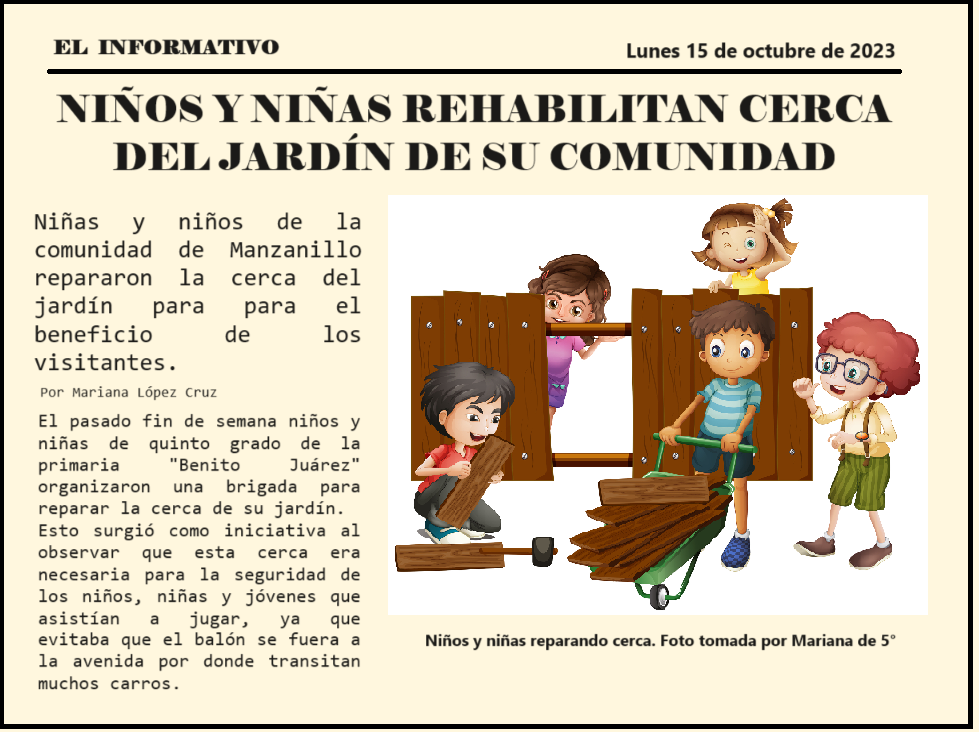 EL INFORMATIVO
Lunes 15 de octubre de 2023
NIÑOS Y NIÑAS REHABILITAN CERCA
DEL JARDÍN DE SU COMUNIDAD
Niñas y niños de la
comunidad de Manzanillo
repararon la cerca del
jardín para para el
beneficio de los
visitantes.
Por Mariana López Cruz
El pasado fin de semana niños y
niñas de quinto grado de la
primaria "Benito Juárez"
organizaron una brigada para
reparar la cerca de su jardín.
Esto surgió como iniciativa al
observar que esta cerca era
necesaria para la seguridad de
los niños, niñas y jóvenes que
asistían a jugar, ya que
evitaba que el balón se fuera a
la avenida por donde transitan
muchos carros.
Niños y niñas reparando cerca. Foto tomada por Mariana de 5°